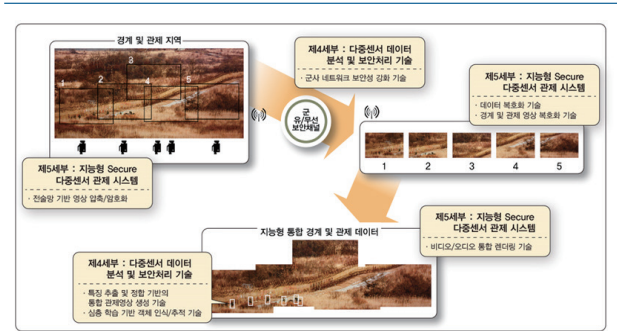 경계 및 관제 지역
3
1
2
4
5
제5세부 : 지능형 Secure
다중센서 관제 시스템
· 전술망 기반 영상 압축/암호화
제4세부 : 다중센서 데이터
분석 및 보안처리 기술
· 군사 네트워크 보안성 강화 기술
군
유/무선
보안채널
제5세부 : 지능형 Secure
다중센서 관제 시스템
· 데이터 복호화 기술
· 경계 및 관제 영상 복호화 기술
1 2 3 4 5
제5세부 : 지능형 Secure
다중센서 관제 시스템
· 비디오/오디오 통합 렌더링 기술
지능형 통합 경계 및 관제 데이터
제4세부 : 다중센서 데이터
분석 및 보안처리 기술
· 특징 추출 및 정합 기반의
통합 관제영상 생성 기술
· 심층 학습 기반 객체 인식/추적 기술